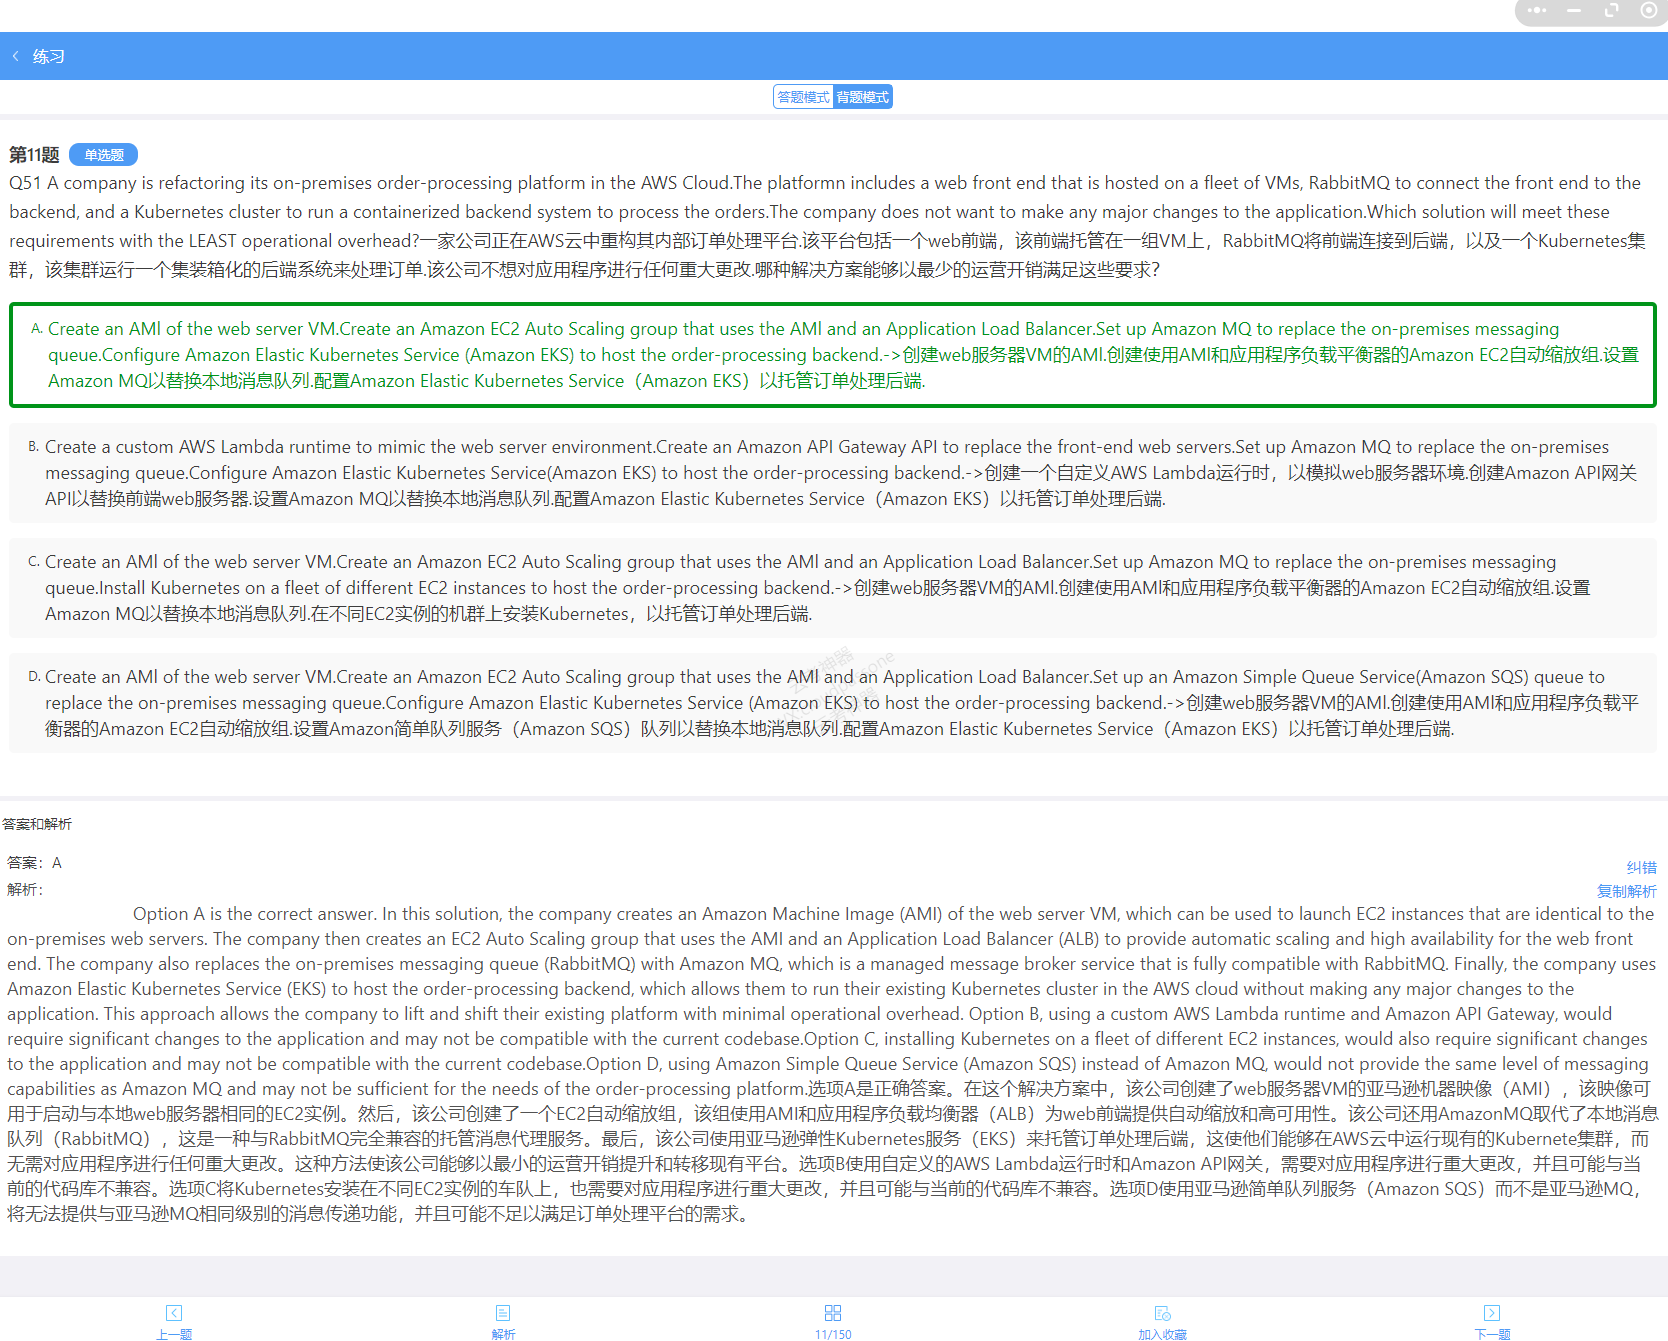 练习
答题模式 背题模式
第11题 单选题
Q51 A company is refactoring its on-premises order-processing platform in the AWS Cloud.The platformn includes a web front end that is hosted on a fleet of VMs, RabbitMQ to connect the front end to the
backend, and a Kubernetes cluster to run a containerized backend system to process the orders.The company does not want to make any major changes to the application.Which solution will meet these
requirements with the LEAST operational overhead?一家公司正在AWS云中重构其内部订单处理平台.该平台包括一个web前端，该前端托管在一组VM上，RabbitMQ将前端连接到后端，以及一个Kubernetes集
群，该集群运行一个集装箱化的后端系统来处理订单.该公司不想对应用程序进行任何重大更改.哪种解决方案能够以最少的运营开销满足这些要求?
A. Create an AMl of the web server VM.Create an Amazon EC2 Auto Scaling group that uses the AMl and an Application Load Balancer.Set up Amazon MQ to replace the on-premises messaging
queue.Configure Amazon Elastic Kubernetes Service (Amazon EKS) to host the order-processing backend.->创建web服务器VM的AMl.创建使用AMl和应用程序负载平衡器的Amazon EC2自动缩放组.设置
Amazon MQ以替换本地消息队列.配置Amazon Elastic Kubernetes Service（Amazon EKS）以托管订单处理后端.
B. Create a custom AWS Lambda runtime to mimic the web server environment.Create an Amazon API Gateway API to replace the front-end web servers.Set up Amazon MQ to replace the on-premises
messaging queue.Configure Amazon Elastic Kubernetes Service(Amazon EKS) to host the order-processing backend.->创建一个自定义AWS Lambda运行时，以模拟web服务器环境.创建Amazon API网关
API以替换前端web服务器.设置Amazon MQ以替换本地消息队列.配置Amazon Elastic Kubernetes Service（Amazon EKS）以托管订单处理后端.
C. Create an AMl of the web server VM.Create an Amazon EC2 Auto Scaling group that uses the AMl and an Application Load Balancer.Set up Amazon MQ to replace the on-premises messaging
queue.Install Kubernetes on a fleet of different EC2 instances to host the order-processing backend.->创建web服务器VM的AMl.创建使用AMl和应用程序负载平衡器的Amazon EC2自动缩放组.设置
Amazon MQ以替换本地消息队列.在不同EC2实例的机群上安装Kubernetes，以托管订单处理后端.
D. Create an AMl of the web server VM.Create an Amazon EC2 Auto Scaling group that uses the AMl and an Application Load Balancer.Set up an Amazon Simple Queue Service(Amazon SQS) queue to
replace the on-premises messaging queue.Configure Amazon Elastic Kubernetes Service (Amazon EKS) to host the order-processing backend.->创建web服务器VM的AMl.创建使用AMl和应用程序负载平
衡器的Amazon EC2自动缩放组.设置Amazon简单队列服务（Amazon SQS）队列以替换本地消息队列.配置Amazon Elastic Kubernetes Service（Amazon EKS）以托管订单处理后端.
答案和解析
答案：A
纠错
解析：
复制解析
Option A is the correct answer. In this solution, the company creates an Amazon Machine Image (AMI) of the web server VM, which can be used to launch EC2 instances that are identical to the
on-premises web servers. The company then creates an EC2 Auto Scaling group that uses the AMI and an Application Load Balancer (ALB) to provide automatic scaling and high availability for the web front
end. The company also replaces the on-premises messaging queue (RabbitMQ) with Amazon MQ, which is a managed message broker service that is fully compatible with RabbitMQ. Finally, the company uses
Amazon Elastic Kubernetes Service (EKS) to host the order-processing backend, which allows them to run their existing Kubernetes cluster in the AWS cloud without making any major changes to the
application. This approach allows the company to lift and shift their existing platform with minimal operational overhead. Option B, using a custom AWS Lambda runtime and Amazon API Gateway, would
require significant changes to the application and may not be compatible with the current codebase.Option C, installing Kubernetes on a fleet of different EC2 instances, would also require significant changes
to the application and may not be compatible with the current codebase.Option D, using Amazon Simple Queue Service (Amazon SQS) instead of Amazon MQ, would not provide the same level of messaging
capabilities as Amazon MQ and may not be sufficient for the needs of the order-processing platform.选项A是正确答案。在这个解决方案中，该公司创建了web服务器VM的亚马逊机器映像（AMI），该映像可
用于启动与本地web服务器相同的EC2实例。然后，该公司创建了一个EC2自动缩放组，该组使用AMI和应用程序负载均衡器（ALB）为web前端提供自动缩放和高可用性。该公司还用AmazonMQ取代了本地消息
队列（RabbitMQ），这是一种与RabbitMQ完全兼容的托管消息代理服务。最后，该公司使用亚马逊弹性Kubernetes服务（EKS）来托管订单处理后端，这使他们能够在AWS云中运行现有的Kubernete集群，而
无需对应用程序进行任何重大更改。这种方法使该公司能够以最小的运营开销提升和转移现有平台。选项B使用自定义的AWS Lambda运行时和Amazon API网关，需要对应用程序进行重大更改，并且可能与当
前的代码库不兼容。选项C将Kubernetes安装在不同EC2实例的车队上，也需要对应用程序进行重大更改，并且可能与当前的代码库不兼容。选项D使用亚马逊简单队列服务（Amazon SQS）而不是亚马逊MQ，
将无法提供与亚马逊MQ相同级别的消息传递功能，并且可能不足以满足订单处理平台的需求。
上一题 解析 11/150 加入收藏 下一题